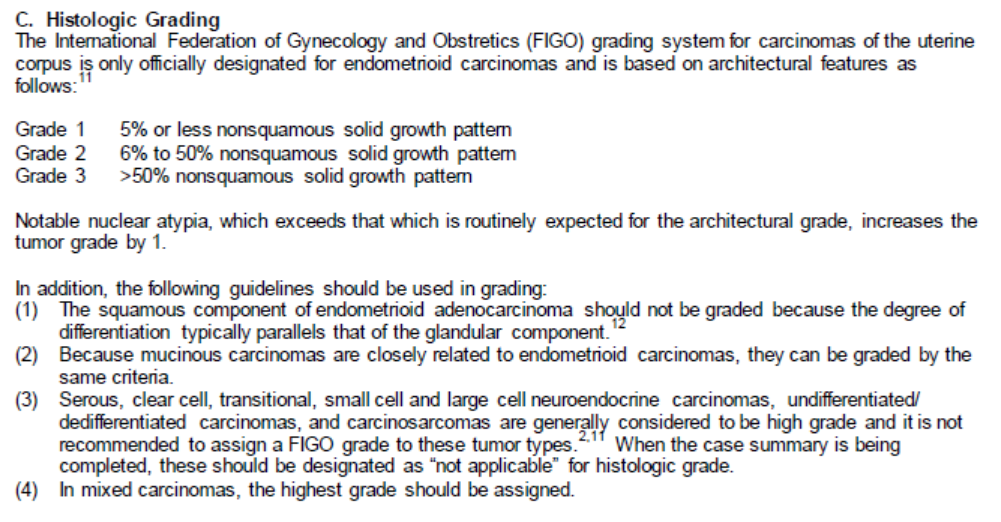 C. Histologic Grading
The International Federation of Gynecology and Obstetrics (FIGO) grading system for carcinomas of the uterine
corpus is only officially designated for endometrioid carcinomas and is based on architectural features as
follows:11
Grade 1 5% or less nonsquamous solid growth pattern
Grade 2 6% to 50% nonsquamous solid growth pattern
Grade 3 >50% nonsquamous solid growth pattern
Notable nuclear atypia, which exceeds that which is routinely expected for the architectural grade, increases the
tumor grade by 1.
In addition, the following guidelines should be used in grading:
(1) The squamous component of endometrioid adenocarcinoma should not be graded because the degree of
differentiation typically parallels that of the glandular component.12
(2) Because mucinous carcinomas are closely related to endometrioid carcinomas, they can be graded by the
same criteria.
(3) Serous, clear cell, transitional, small cell and large cell neuroendocrine carcinomas, undifferentiated/
dedifferentiated carcinomas, and carcinosarcomas are generally considered to be high grade and it is not
recommended to assign a FIGO grade to these tumor types.2,11 When the case summary is being
completed, these should be designated as “not applicable” for histologic grade.
(4) In mixed carcinomas, the highest grade should be assigned.